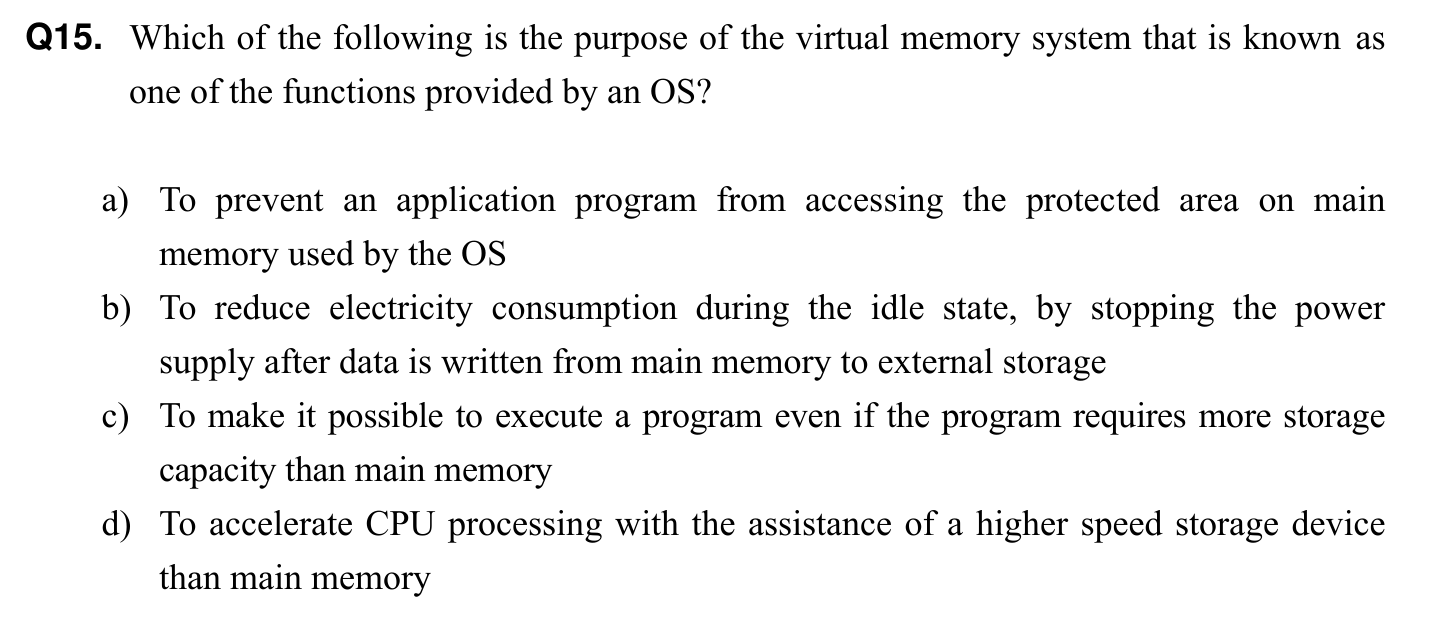 Q15. Which of the following is the purpose of the virtual memory system that is known as
one of the functions provided by an OS?
a) To prevent an application program from accessing the protected area on main
memory used by the OS
b) To reduce electricity consumption during the idle state, by stopping the power
supply after data is written from main memory to external storage
c) To make it possible to execute a program even if the program requires more storage
capacity than main memory
d) To accelerate CPU processing with the assistance of a higher speed storage device
than main memory